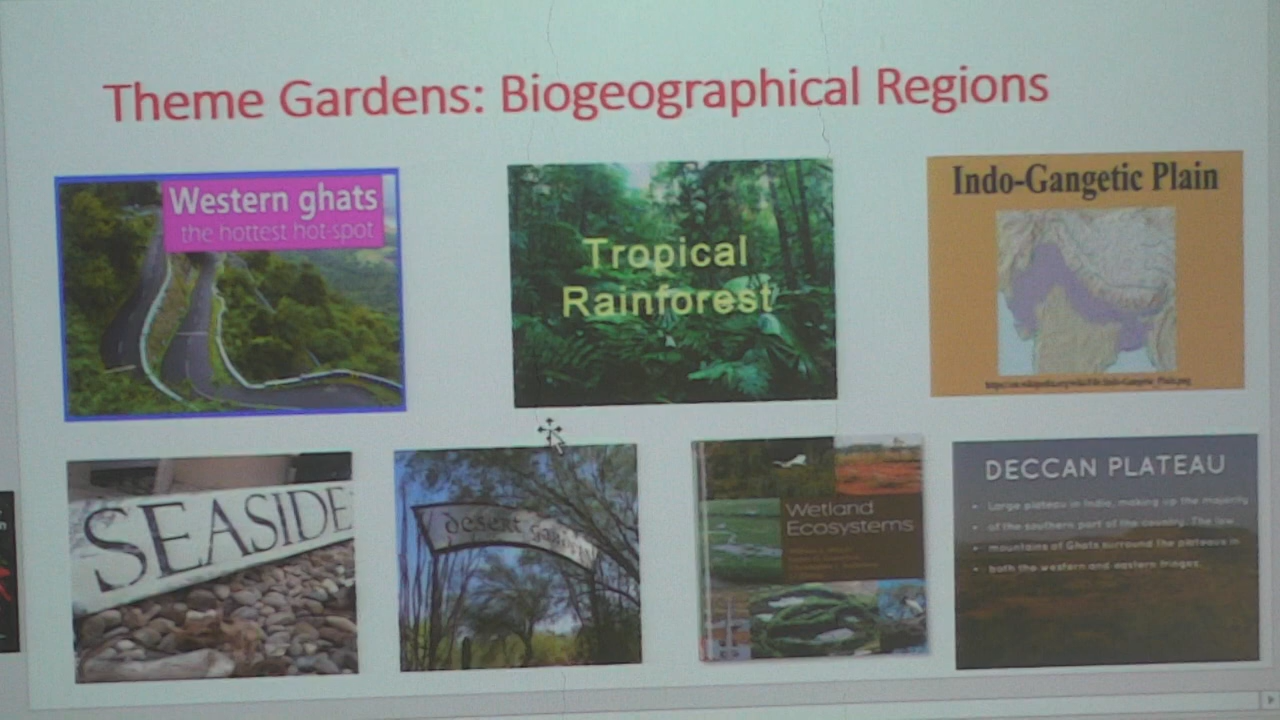 Theme Gardens: Biogeographical Regions
Western ghats
the hottest hot-spot
Tropical
Rainforest
Indo-Gangetic Plain
SEASIDE
desert garden
Wetland
Ecosystems
DECCAN PLATEAU
• Large plateau in India, making up the majority
• of the southern part of the country. The low
• mountains of Ghats surround the plateaus in
• both the western and eastern fringes.